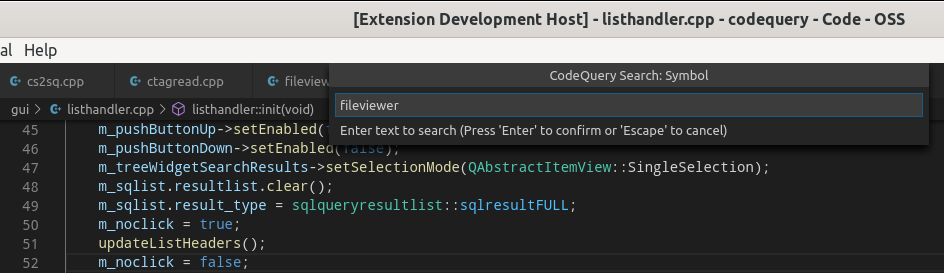 [Extension Development Host] - listhandler.cpp - codequery - Code - OSS
al Help
cs2sq.cpp ctagread.cpp fileview
CodeQuery Search: Symbol
fileviewer
gui > listhandler.cpp > listhandler::init(void)
Enter text to search (Press 'Enter' to confirm or 'Escape' to cancel)
45 m_pushButtonUp->setEnabled(
46 m_pushButtonDown->setEnabled(false);
47 m_treeWidgetSearchResults->setSelectionMode(QAbstractItemView::SingleSelection);
48 m_sqlist.resultlist.clear();
49 m_sqlist.result_type = sqlqueryresultlist::sqlresultFULL;
50 m_noclick = true;
51 updateListHeaders();
52 m_noclick = false;